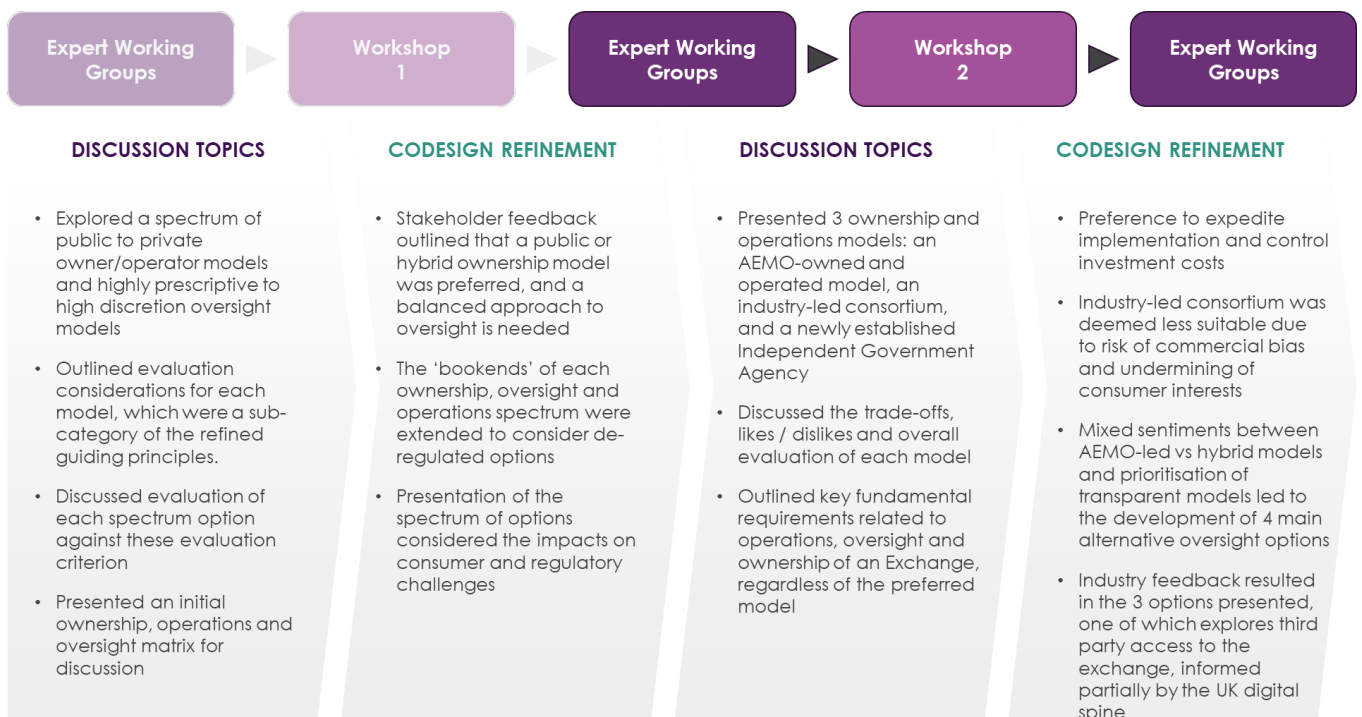 Expert Working
Groups
Workshop
1
Expert Working
Groups
Workshop
2
Expert Working
Groups
DISCUSSION TOPICS
• Explored a spectrum of
public to private
owner/operator models
and highly prescriptive to
high discretion oversight
models
• Outlined evaluation
considerations for each
model, which were a sub-
category of the refined
guiding principles.
• Discussed evaluation of
each spectrum option
against these evaluation
criterion
• Presented an initial
ownership, operations and
oversight matrix for
discussion
CODESIGN REFINEMENT
• Stakeholder feedback
outlined that a public or
hybrid ownership model
was preferred, and a
balanced approach to
oversight is needed
• The ‘bookends’ of each
ownership, oversight and
operations spectrum were
extended to consider de-
regulated options
• Presentation of the
spectrum of options
considered the impacts on
consumer and regulatory
challenges
DISCUSSION TOPICS
• Presented 3 ownership and
operations models: an
AEMO-owned and
operated model, an
industry-led consortium,
and a newly established
Independent Government
Agency
• Discussed the trade-offs,
likes / dislikes and overall
evaluation of each model
• Outlined key fundamental
requirements related to
operations, oversight and
ownership of an Exchange,
regardless of the preferred
model
CODESIGN REFINEMENT
• Preference to expedite
implementation and control
investment costs
• Industry-led consortium was
deemed less suitable due
to risk of commercial bias
and undermining of
consumer interests
• Mixed sentiments between
AEMO-led vs hybrid models
and prioritisation of
transparent models led to
the development of 4 main
alternative oversight options
• Industry feedback resulted
in the 3 options presented,
one of which explores third
party access to the
exchange, informed
partially by the UK digital
spine